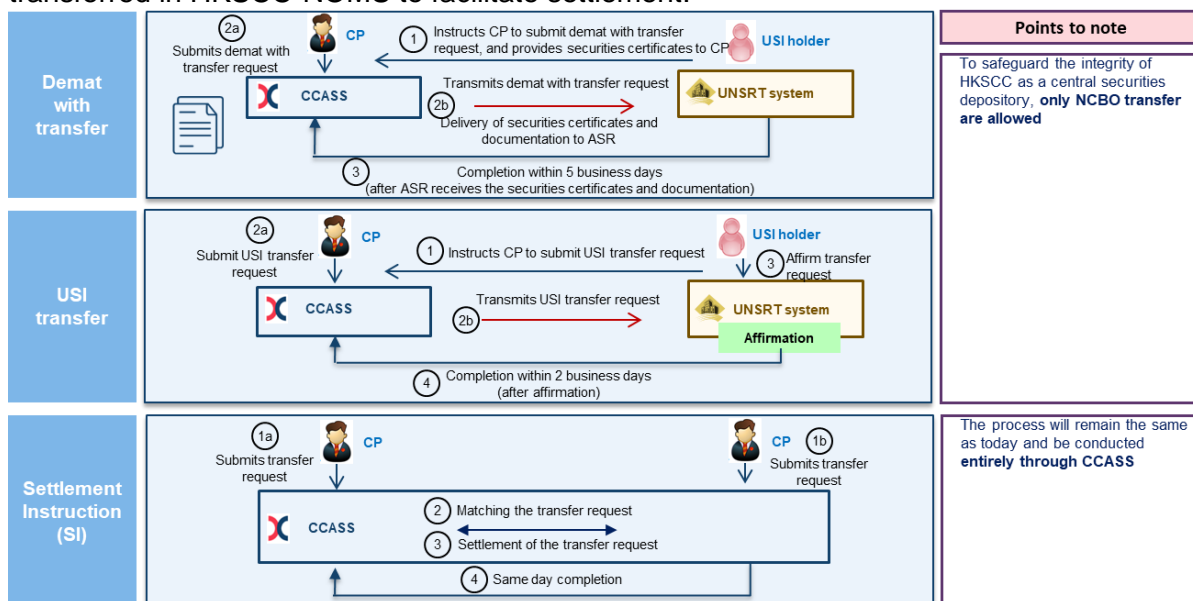 transferred in HKSCC NOMS to facilitate settlement.
Demat
with
transfer
2a
Submits demat with
transfer request
CP
1
Instructs CP to submit demat with transfer
request, and provides securities certificates to CP
USI holder
CCASS
Transmits demat with transfer request
2b
Delivery of securities certificates and
documentation to ASR
UNSRT system
3
Completion within 5 business days
(after ASR receives the securities certificates and documentation)
Points to note
To safeguard the integrity of
HKSCC as a central securities
depository, only NCBO transfer
are allowed
USI
transfer
2a
Submit USI transfer
request
CP
1
Instructs CP to submit USI transfer request
USI holder
3
Affirm transfer
request
CCASS
Transmits USI transfer request
2b
UNSRT system
Affirmation
4
Completion within 2 business days
(after affirmation)
Settlement
Instruction
(SI)
1a
Submits transfer
request
CP
CP
1b
Submits transfer
request
CCASS
2
Matching the transfer request
3
Settlement of the transfer request
4
Same day completion
The process will remain the same
as today and be conducted
entirely through CCASS